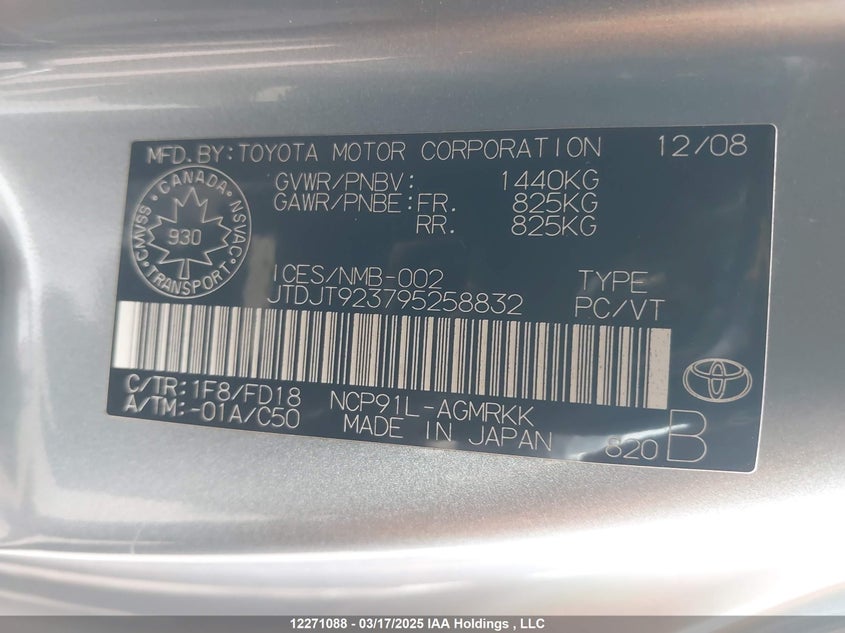 MFD. BY: TOYOTA MOTOR CORPORATION 12/08
GVWR/PNBV: 1440KG
GAWR/PNBE: FR. 825KG
RR. 825KG
CANADA
CMVSS NSVAC
930
TRANSPORT
ICES/NMB-002 TYPE
JTDJT923795258832 PC/VT
C/TR: 1F8/FD18 NCP91L-AGMRKK
A/TM: -01A/C50 MADE IN JAPAN 820 B
12271088 - 03/17/2025 IAA Holdings , LLC